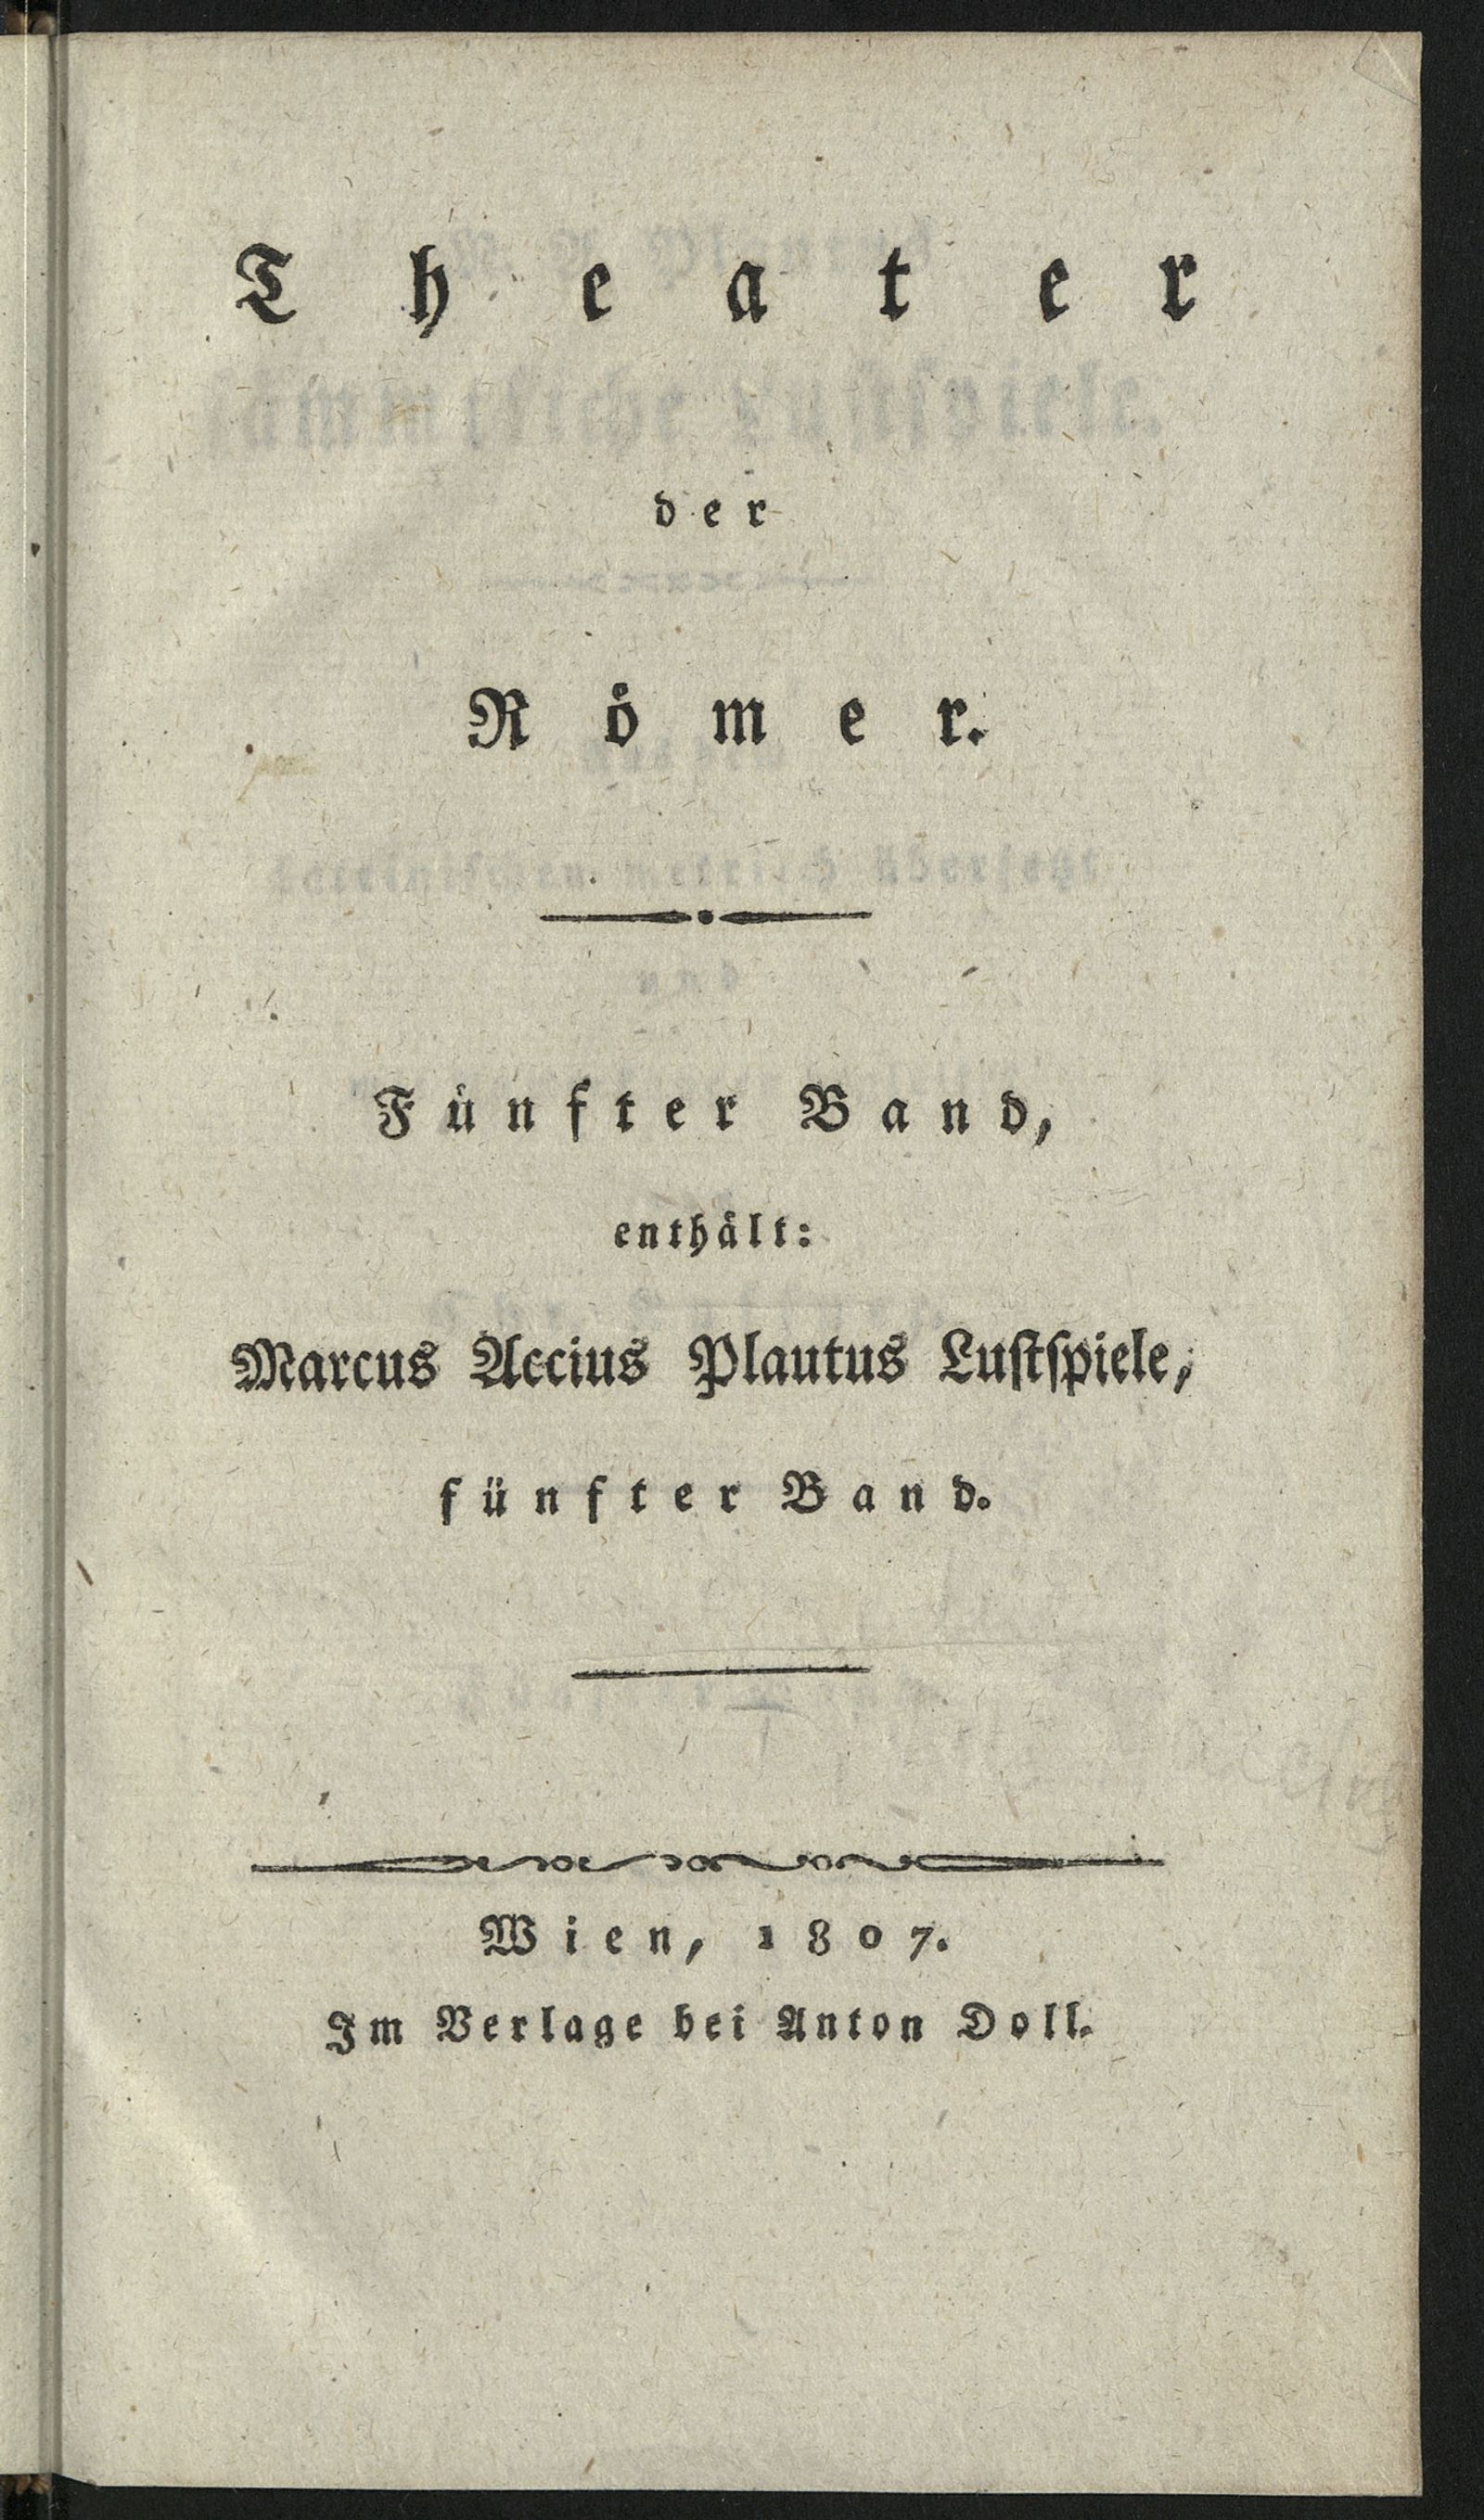 Theater
der
Römer.
Fünfter Band,
enthält:
Marcus Accius Plautus Lustspiele,
fünfter Band.
Wien, 1807.
Im Verlage bei Anton Doll.